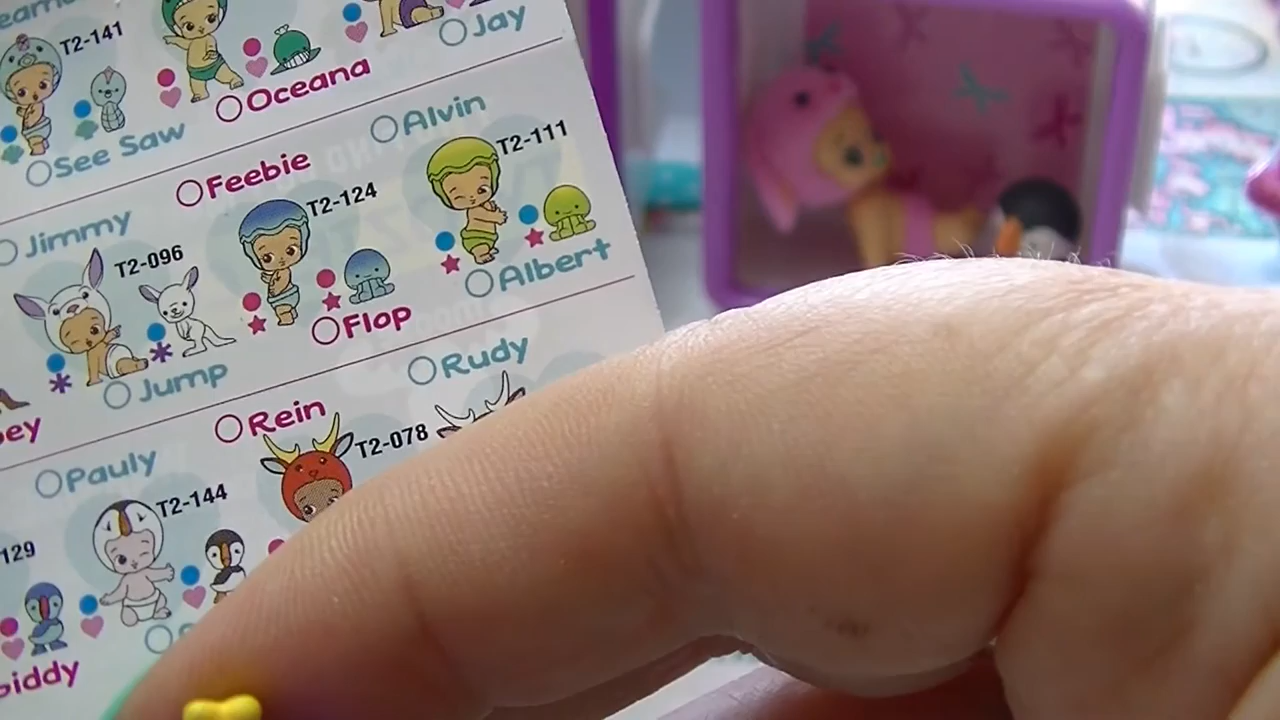 T2-141
Jay
Oceana
See Saw
Alvin
Feebie
T2-111
T2-124
Jimmy
T2-096
Albert
Flop
Jump
Rudy
Rein
T2-078
Pauly
T2-144
129